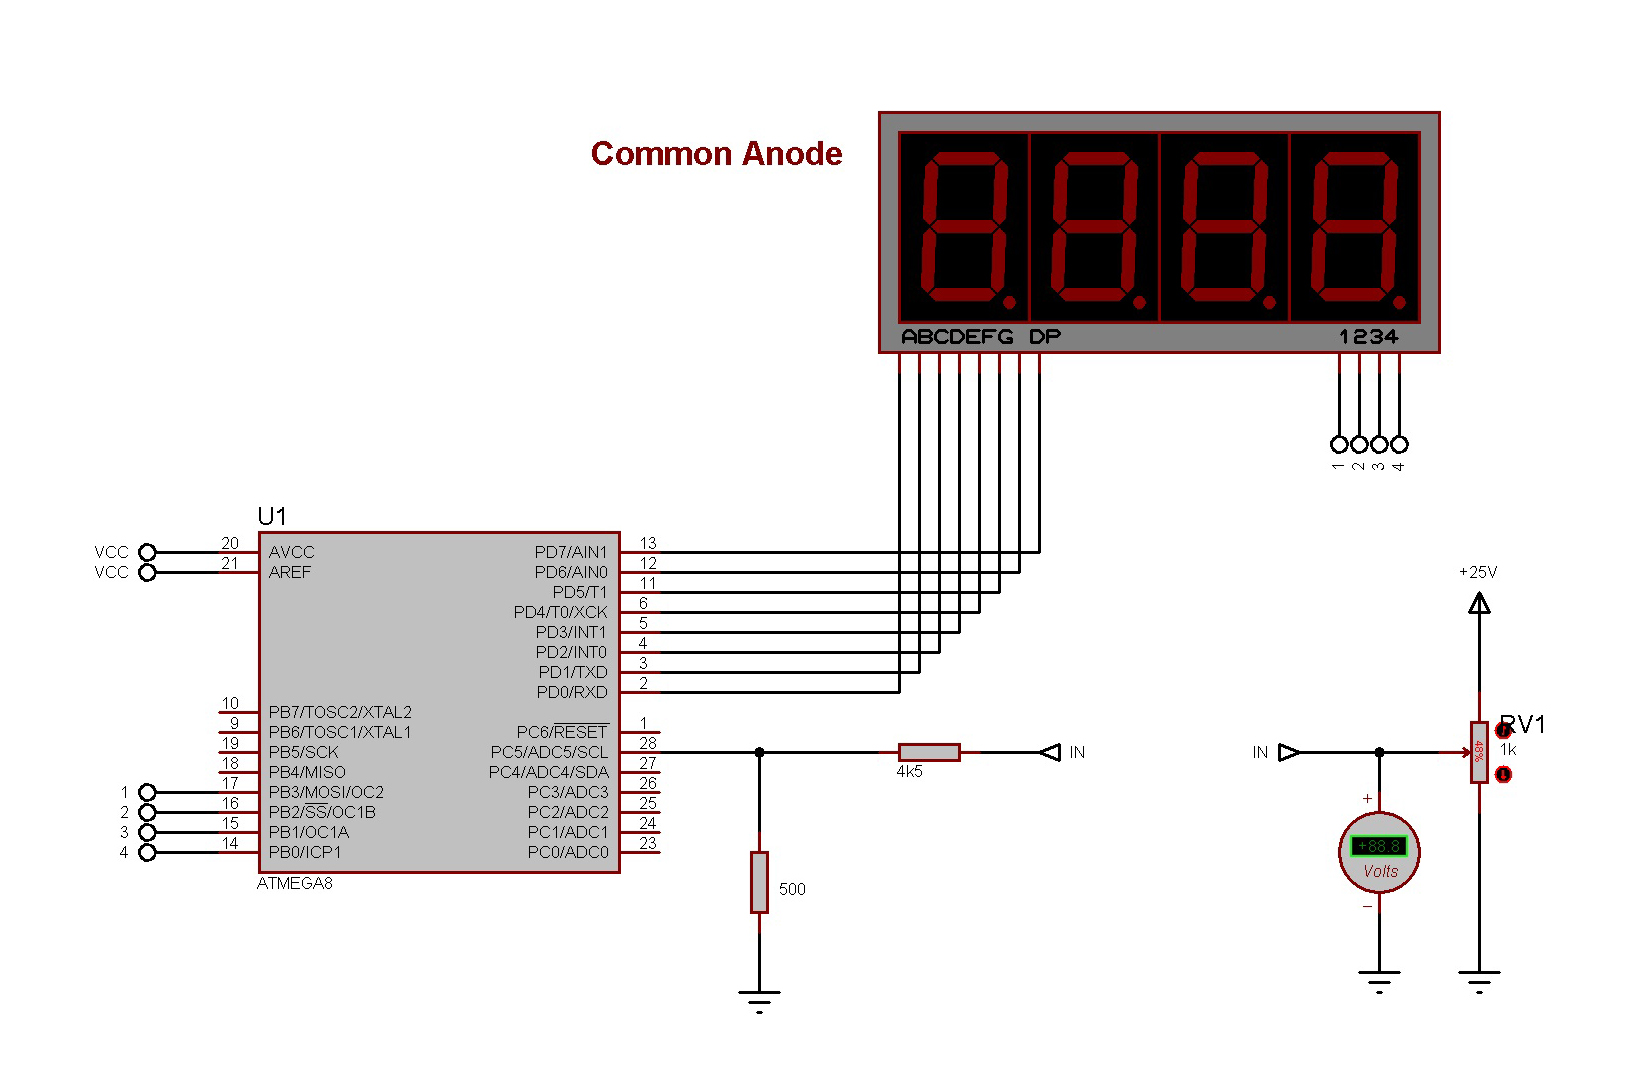 Common Anode
ABCDEFG DP
1234
1 2 3 4
U1
VCC 20 AVCC
VCC 21 AREF
10 PB7/TOSC2/XTAL2
9 PB6/TOSC1/XTAL1
19 PB5/SCK
18 PB4/MISO
1 17 PB3/MOSI/OC2
2 16 PB2/SS/OC1B
3 15 PB1/OC1A
4 14 PB0/ICP1
PD7/AIN1 13
PD6/AIN0 12
PD5/T1 11
PD4/T0/XCK 6
PD3/INT1 5
PD2/INT0 4
PD1/TXD 3
PD0/RXD 2
PC6/RESET 1
PC5/ADC5/SCL 28
PC4/ADC4/SDA 27
PC3/ADC3 26
PC2/ADC2 25
PC1/ADC1 24
PC0/ADC0 23
ATMEGA8
4k5
IN
500
+25V
RV1
1k
48%
IN
+
+88.8
Volts
−